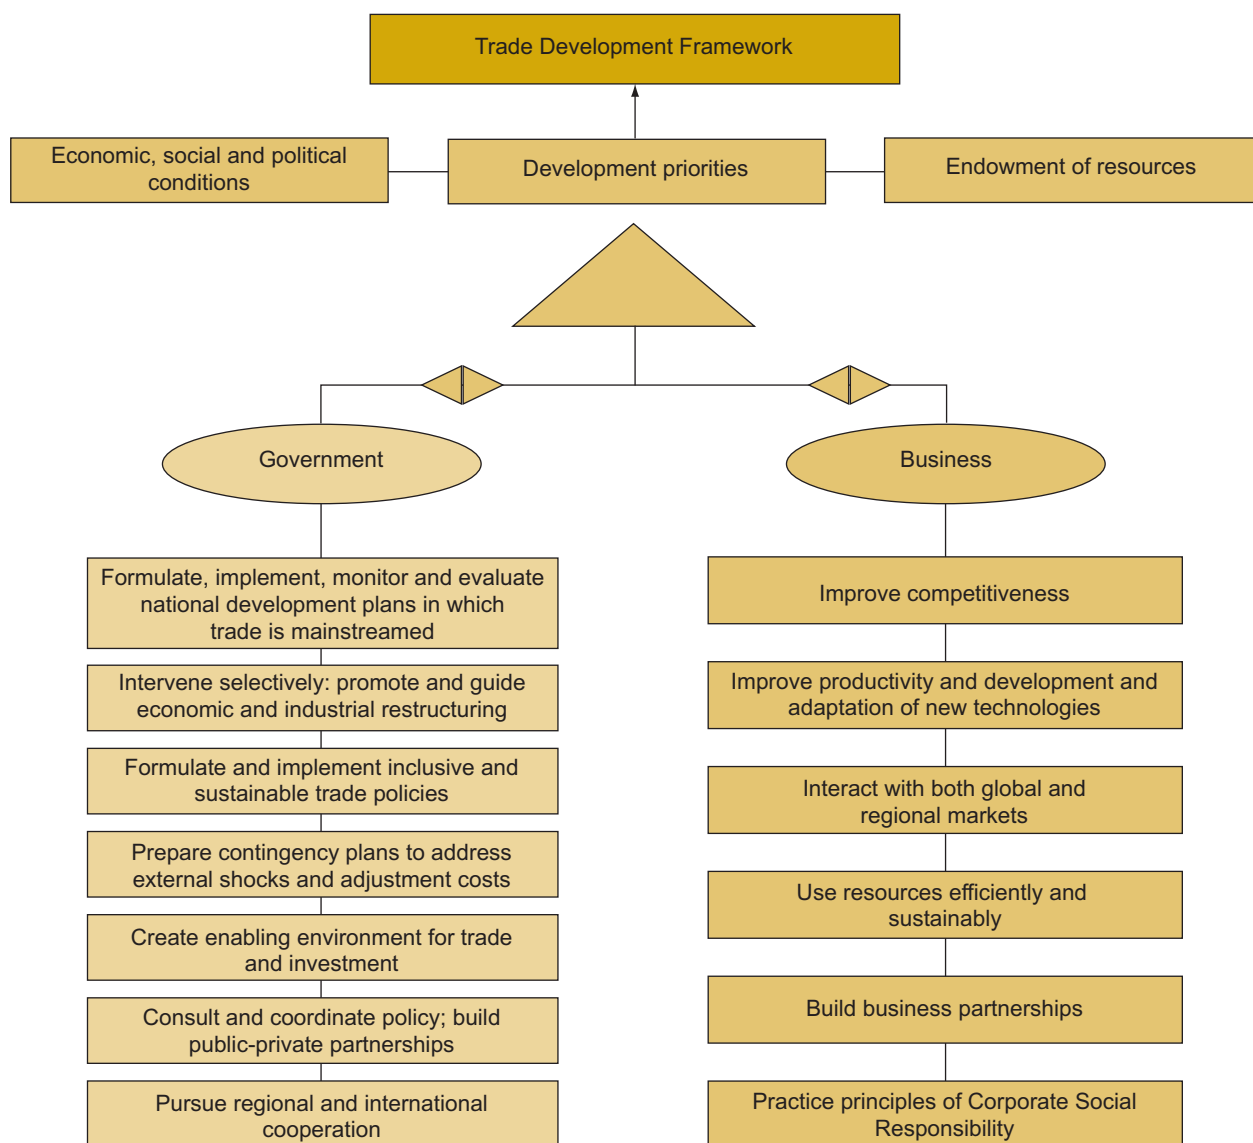 Trade Development Framework
Economic, social and political
conditions
Development priorities
Endowment of resources
Government
Business
Formulate, implement, monitor and evaluate
national development plans in which
trade is mainstreamed
Intervene selectively: promote and guide
economic and industrial restructuring
Formulate and implement inclusive and
sustainable trade policies
Prepare contingency plans to address
external shocks and adjustment costs
Create enabling environment for trade
and investment
Consult and coordinate policy; build
public-private partnerships
Pursue regional and international
cooperation
Improve competitiveness
Improve productivity and development and
adaptation of new technologies
Interact with both global and
regional markets
Use resources efficiently and
sustainably
Build business partnerships
Practice principles of Corporate Social
Responsibility